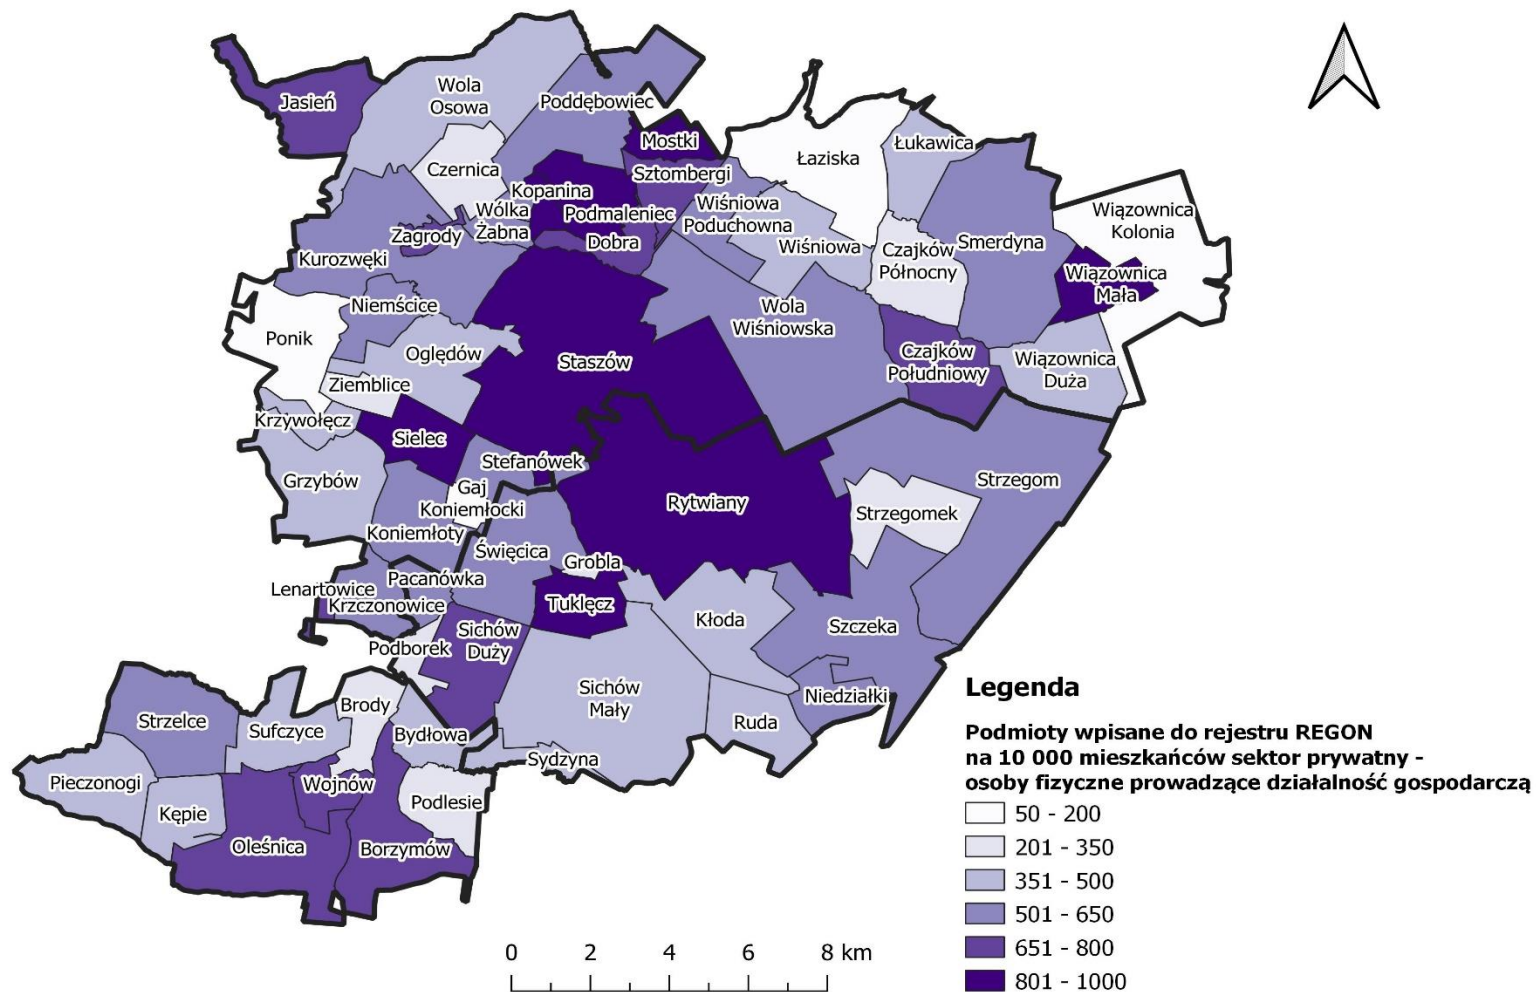 Jasień
Wola
Osowa
Poddębowiec
Mostki
Łaziska
Łukawica
Czernica
Sztombergi
Kopanina
Wólka
Żabna
Podmaleniec
Wiśniowa
Poduchowna
Wiązownica
Kolonia
Zagrody
Dobra
Wiśniowa
Czajków
Północny
Smerdyna
Kurozwęki
Wiązownica
Mała
Niemścice
Wola
Wiśniowska
Ponik
Oględów
Staszów
Czajków
Południowy
Wiązownica
Duża
Ziemblice
Krzywołęcz
Sielec
Stefanówek
Grzybów
Gaj
Koniemłocki
Rytwiany
Strzegom
Strzegomek
Koniemłoty
Święcica
Grobla
Pacanówka
Lenartowice
Krzczonowice
Tuklęcz
Kłoda
Szczeka
Podborek
Sichów
Duży
Sichów
Mały
Niedziałki
Ruda
Strzelce
Sufczyce
Brody
Bydłowa
Sydzyna
Pieczonogi
Kępie
Wojnów
Podlesie
Oleśnica
Borzymów
Legenda
Podmioty wpisane do rejestru REGON
na 10 000 mieszkańców sektor prywatny -
osoby fizyczne prowadzące działalność gospodarczą
50 - 200
201 - 350
351 - 500
501 - 650
651 - 800
801 - 1000
0 2 4 6 8 km